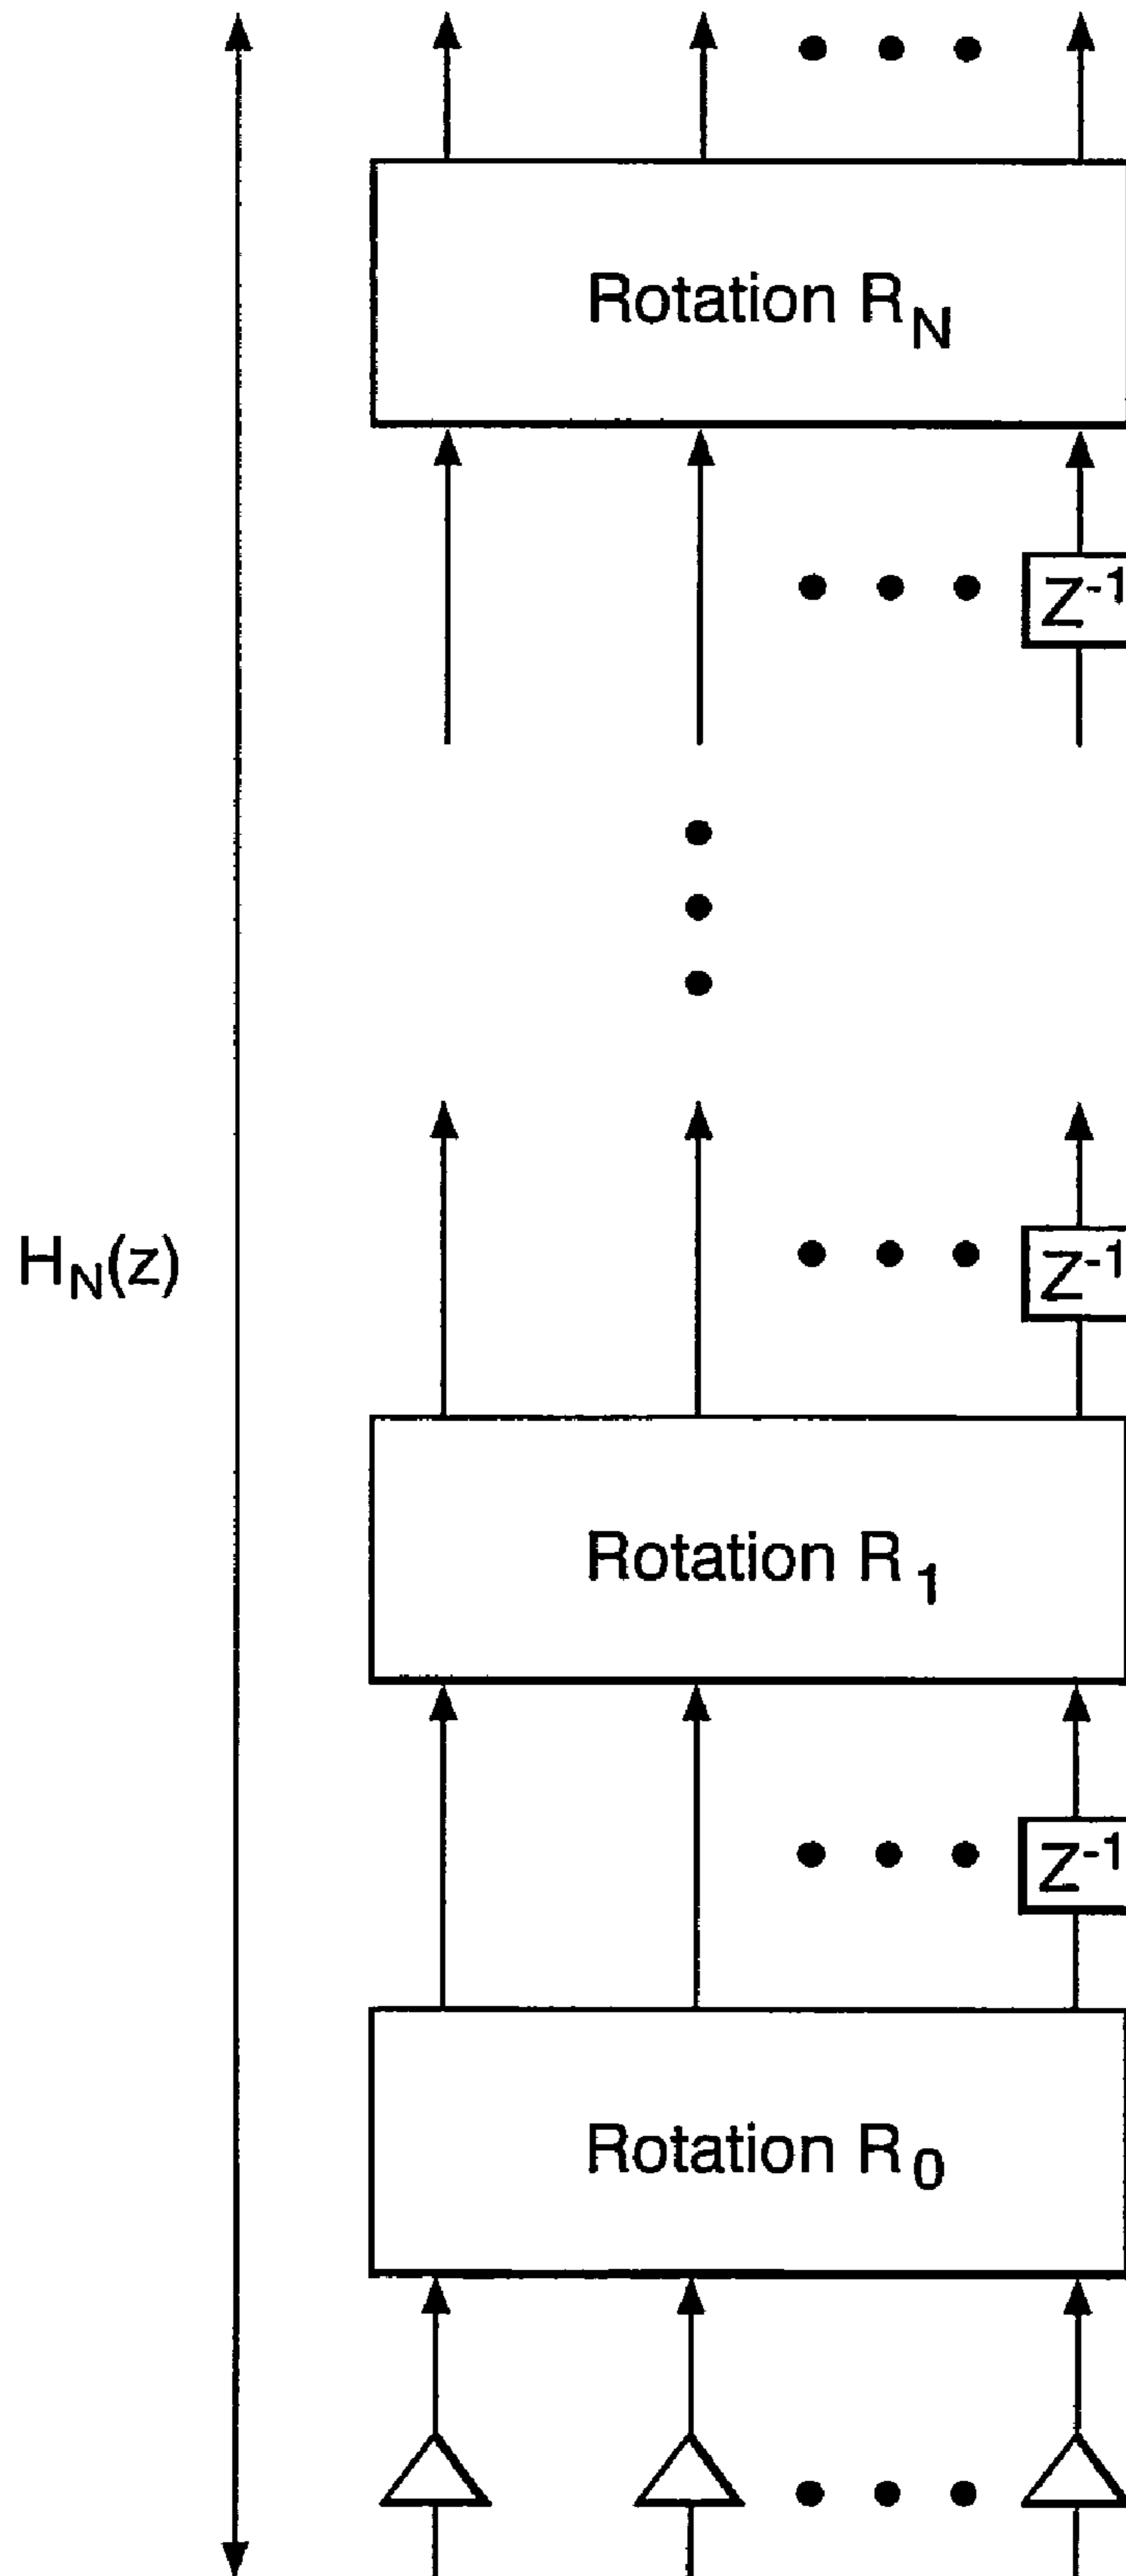 Rotation R_N
Z^-1
H_N(z)
Z^-1
Rotation R_1
Z^-1
Rotation R_0